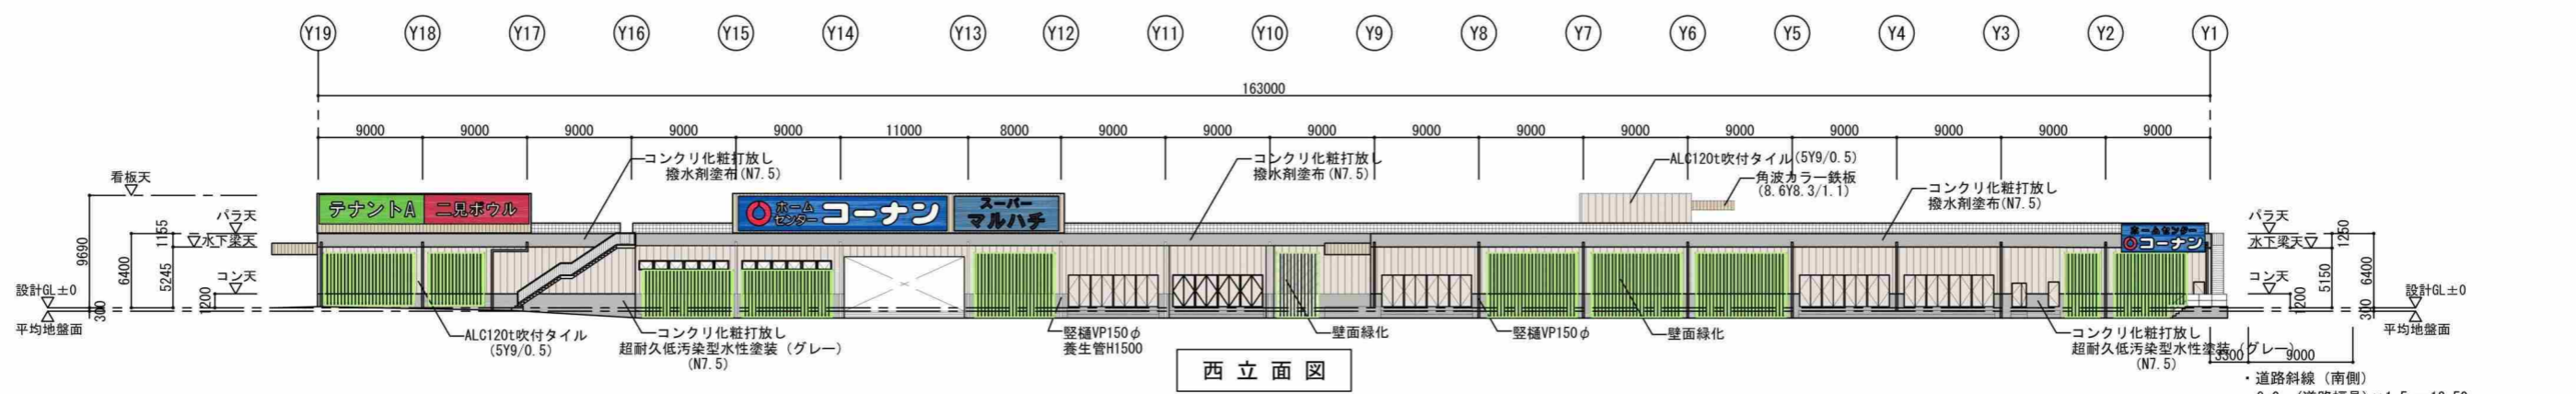 Y19 Y18 Y17 Y16 Y15 Y14 Y13 Y12 Y11 Y10 Y9 Y8 Y7 Y6 Y5 Y4 Y3 Y2 Y1
163000
9000 9000 9000 9000 9000 11000 8000 9000 9000 9000 9000 9000 9000 9000 9000 9000 9000 9000
コンクリ化粧打放し
撥水剤塗布(N7.5)
コンクリ化粧打放し
撥水剤塗布(N7.5)
ALC120t吹付タイル(5Y9/0.5)
角波カラー鉄板
(8.6Y8.3/1.1)
コンクリ化粧打放し
撥水剤塗布(N7.5)
看板天
パラ天
水下梁天
コン天
設計GL±0
平均地盤面
9690
6400
1155
5245
1200
300
テナントA
二見ボウル
ホーム
センター
コーナン
スーパー
マルハチ
ホームセンター
コーナン
パラ天
水下梁天
コン天
設計GL±0
平均地盤面
1250
5150
6400
1200
300
ALC120t吹付タイル
(5Y9/0.5)
コンクリ化粧打放し
超耐久低汚染型水性塗装(グレー)
(N7.5)
竪樋VP150φ
養生管H1500
壁面緑化
竪樋VP150φ
壁面緑化
コンクリ化粧打放し
超耐久低汚染型水性塗装(グレー)
(N7.5)
3300 9000
西立面図
・道路斜線(南側)